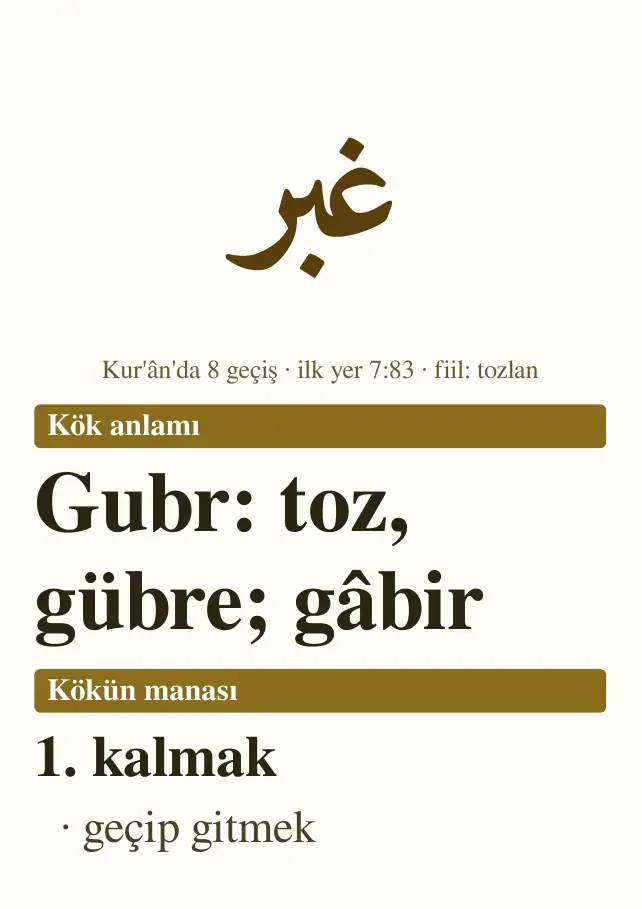 غبر
Kur'ân'da 8 geçiş · ilk yer 7:83 · fiil: tozlan
Kök anlamı
Gubr: toz,
gübre; gâbir
Kökün manası
1. kalmak
· geçip gitmek